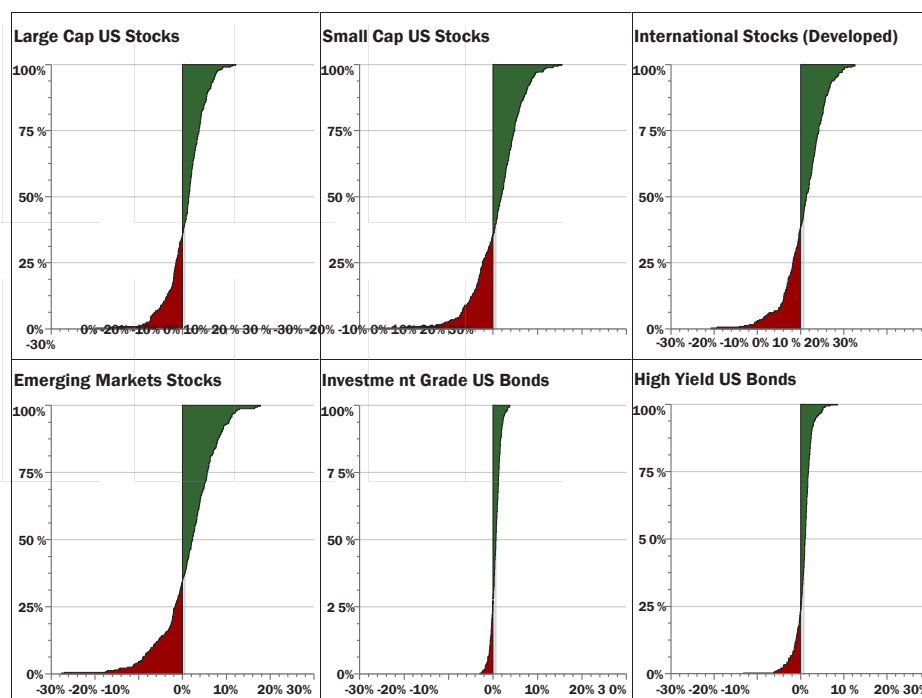 Large Cap US Stocks
Small Cap US Stocks
International Stocks (Developed)
100%
100%
100%
75 %
75%
7 5%
50%
50%
50%
25 %
25 %
25%
0% 0% -20% -10% 0% 10% 20% 30% -30% -20% -10% 0% 10% 20% 30%
0%
-30%
-30% -20% -10% 0% 10 % 20% 30%
Emerging Markets Stocks
Investme nt Grade US Bonds
High Yield US Bonds
100%
100%
100%
75%
7 5%
75 %
50%
50%
5 0%
25%
2 5%
25%
0%
0%
0%
-30% -20% -10% 0% 10% 20% 30%
-30% -20% -10% 0% 10% 20% 3 0%
-30% -20% -10% 0% 10% 20% 30%